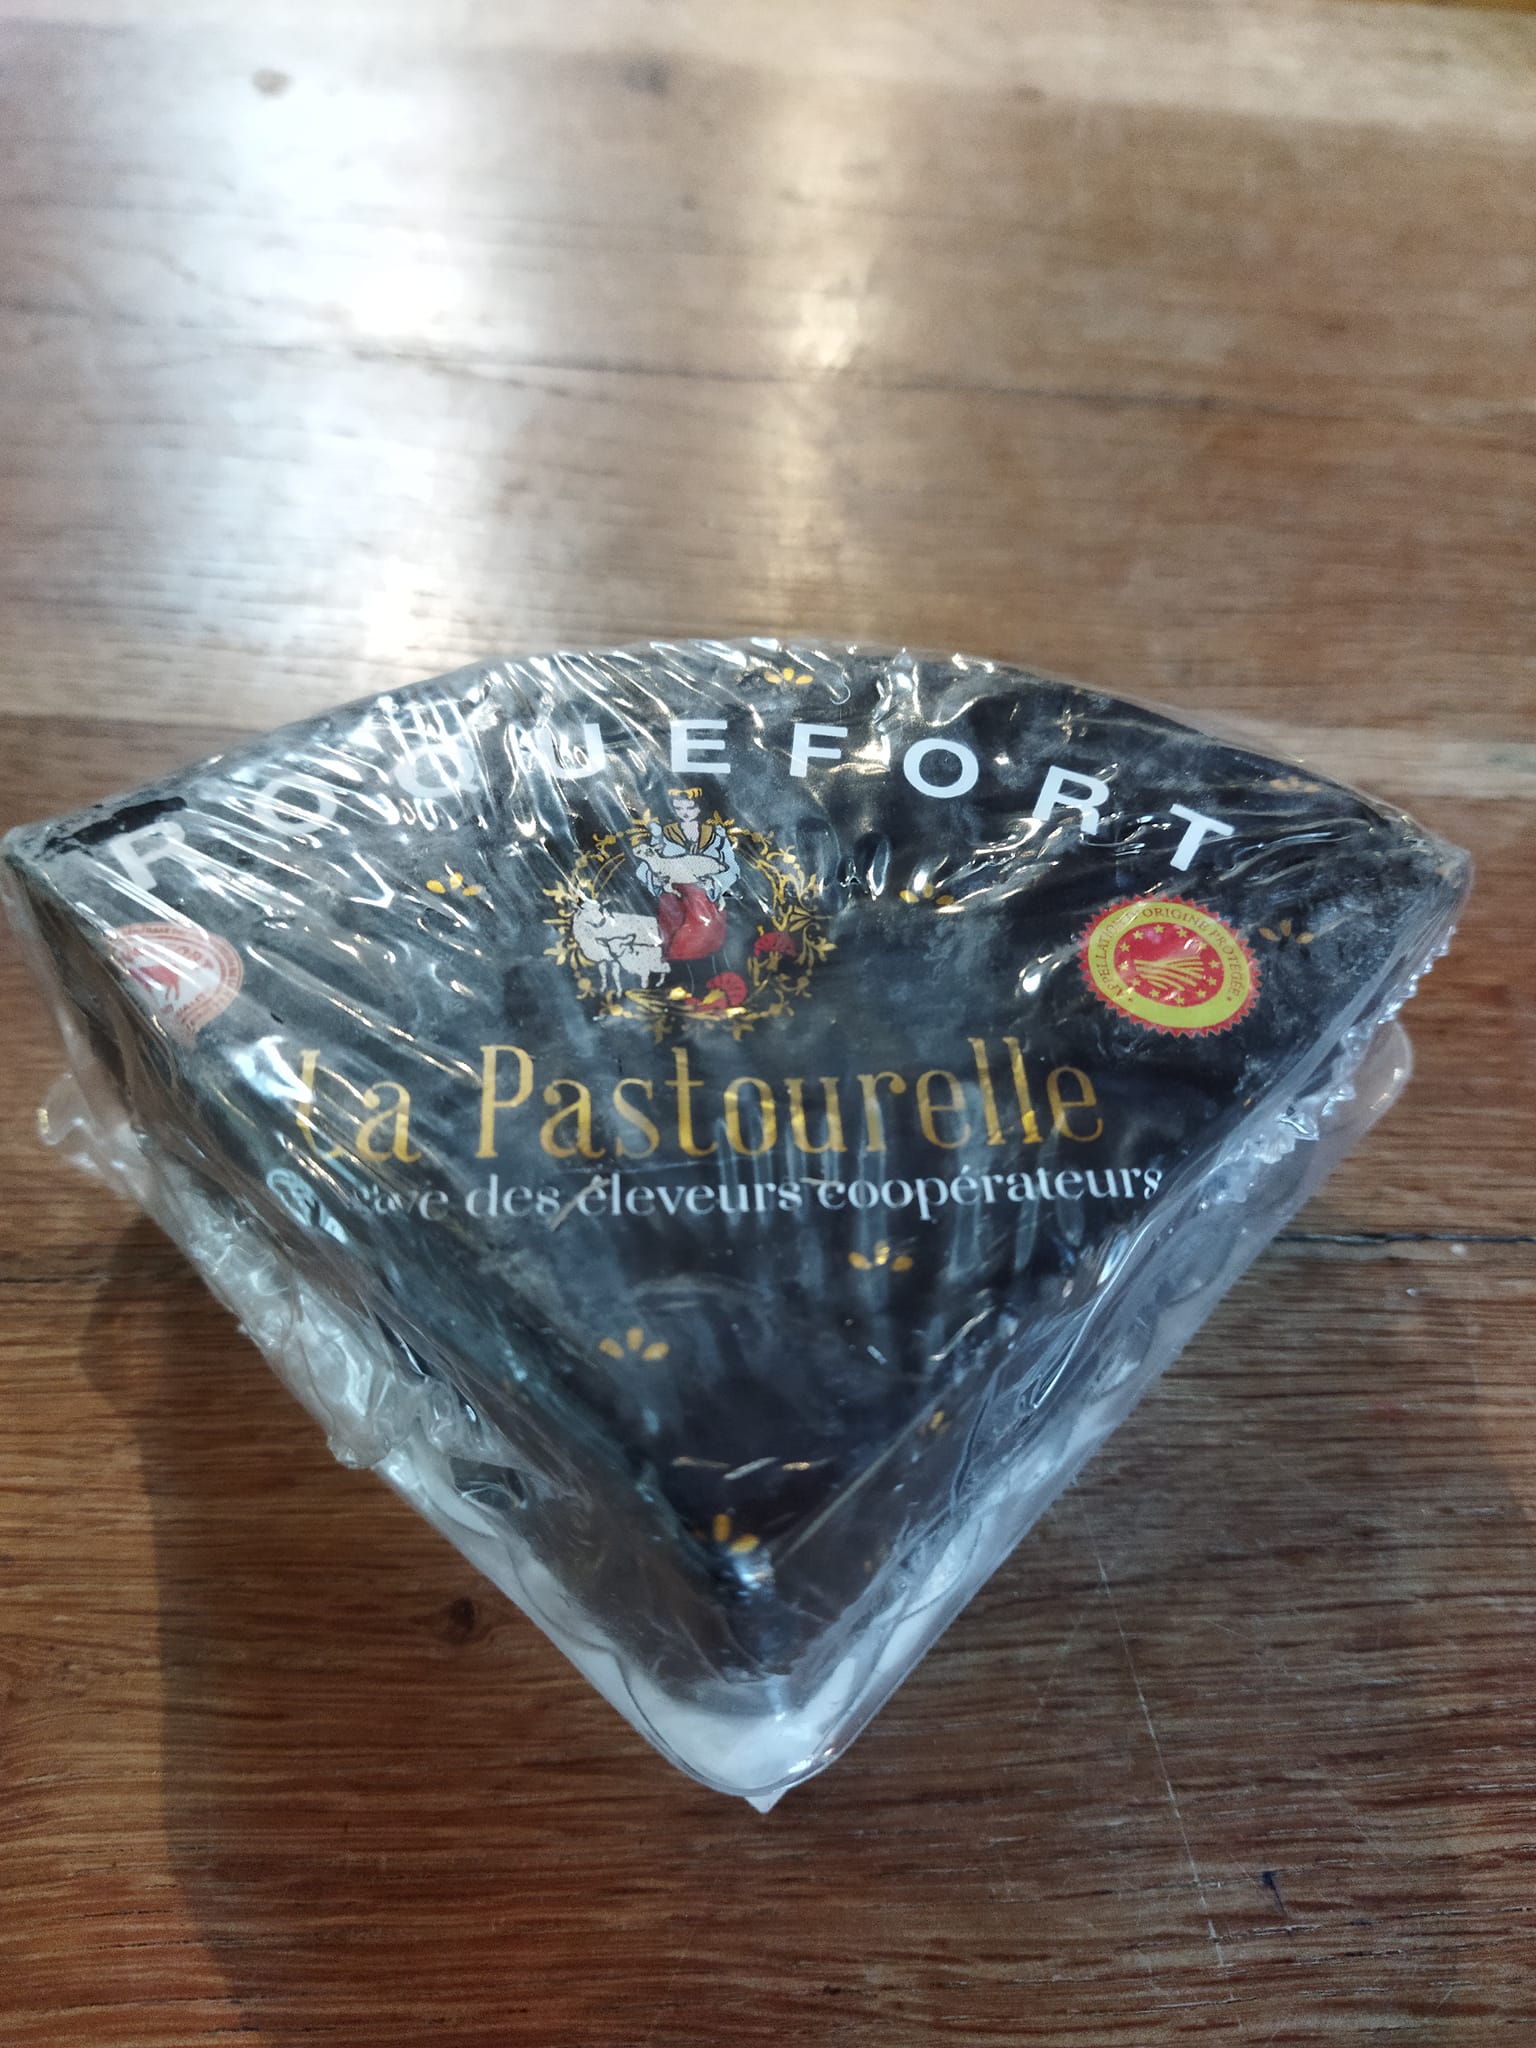 ROQUEFORT
APPELLATION D'ORIGINE PROTÉGÉE
La Pastourelle
cave des éleveurs coopérateurs